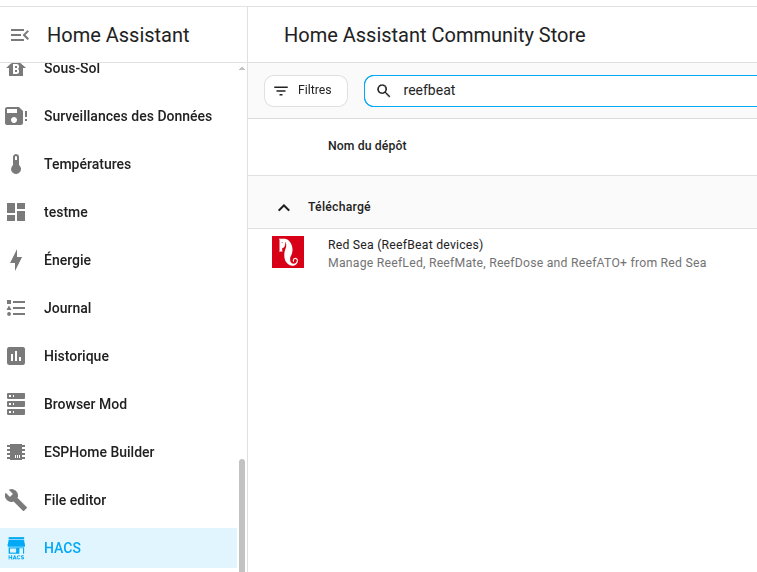 Home Assistant
Home Assistant Community Store
Sous-Sol
Surveillances des Données
Températures
testme
Énergie
Journal
Historique
Browser Mod
ESPHome Builder
File editor
HACS
HACS
Filtres
reefbeat
Nom du dépôt
Téléchargé
Red Sea (ReefBeat devices)
Manage ReefLed, ReefMate, ReefDose and ReefATO+ from Red Sea